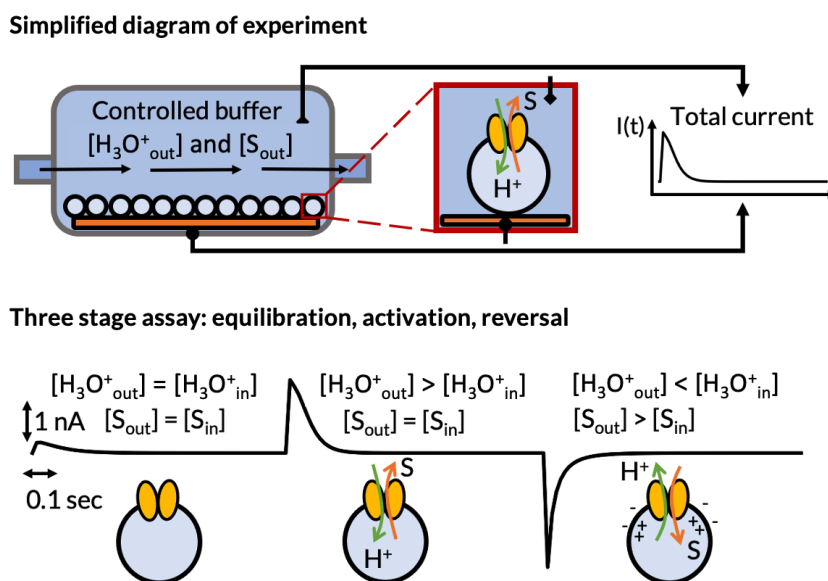 Simplified diagram of experiment
Controlled buffer
[H₃O⁺out] and [Sout]
S
H⁺
I(t)
Total current
Three stage assay: equilibration, activation, reversal
[H₃O⁺out] = [H₃O⁺in]
[Sout] = [Sin]
[H₃O⁺out] > [H₃O⁺in]
[Sout] = [Sin]
[H₃O⁺out] < [H₃O⁺in]
[Sout] > [Sin]
1 nA
0.1 sec
S
H⁺
H⁺
S
- - - -
+ + + +